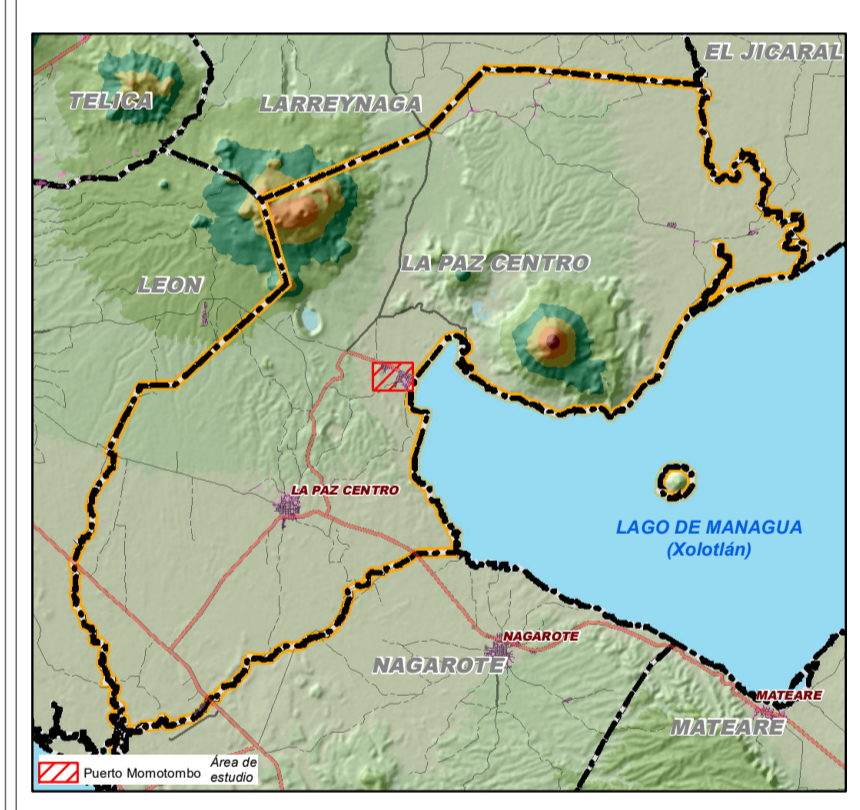 EL JICARAL
TELICA
LARREYNAGA
LA PAZ CENTRO
LEON
LA PAZ CENTRO
LAGO DE MANAGUA
(Xolotlán)
NAGAROTE
NAGAROTE
MATEARE
MATEARE
Puerto Momotombo
Área de
estudio